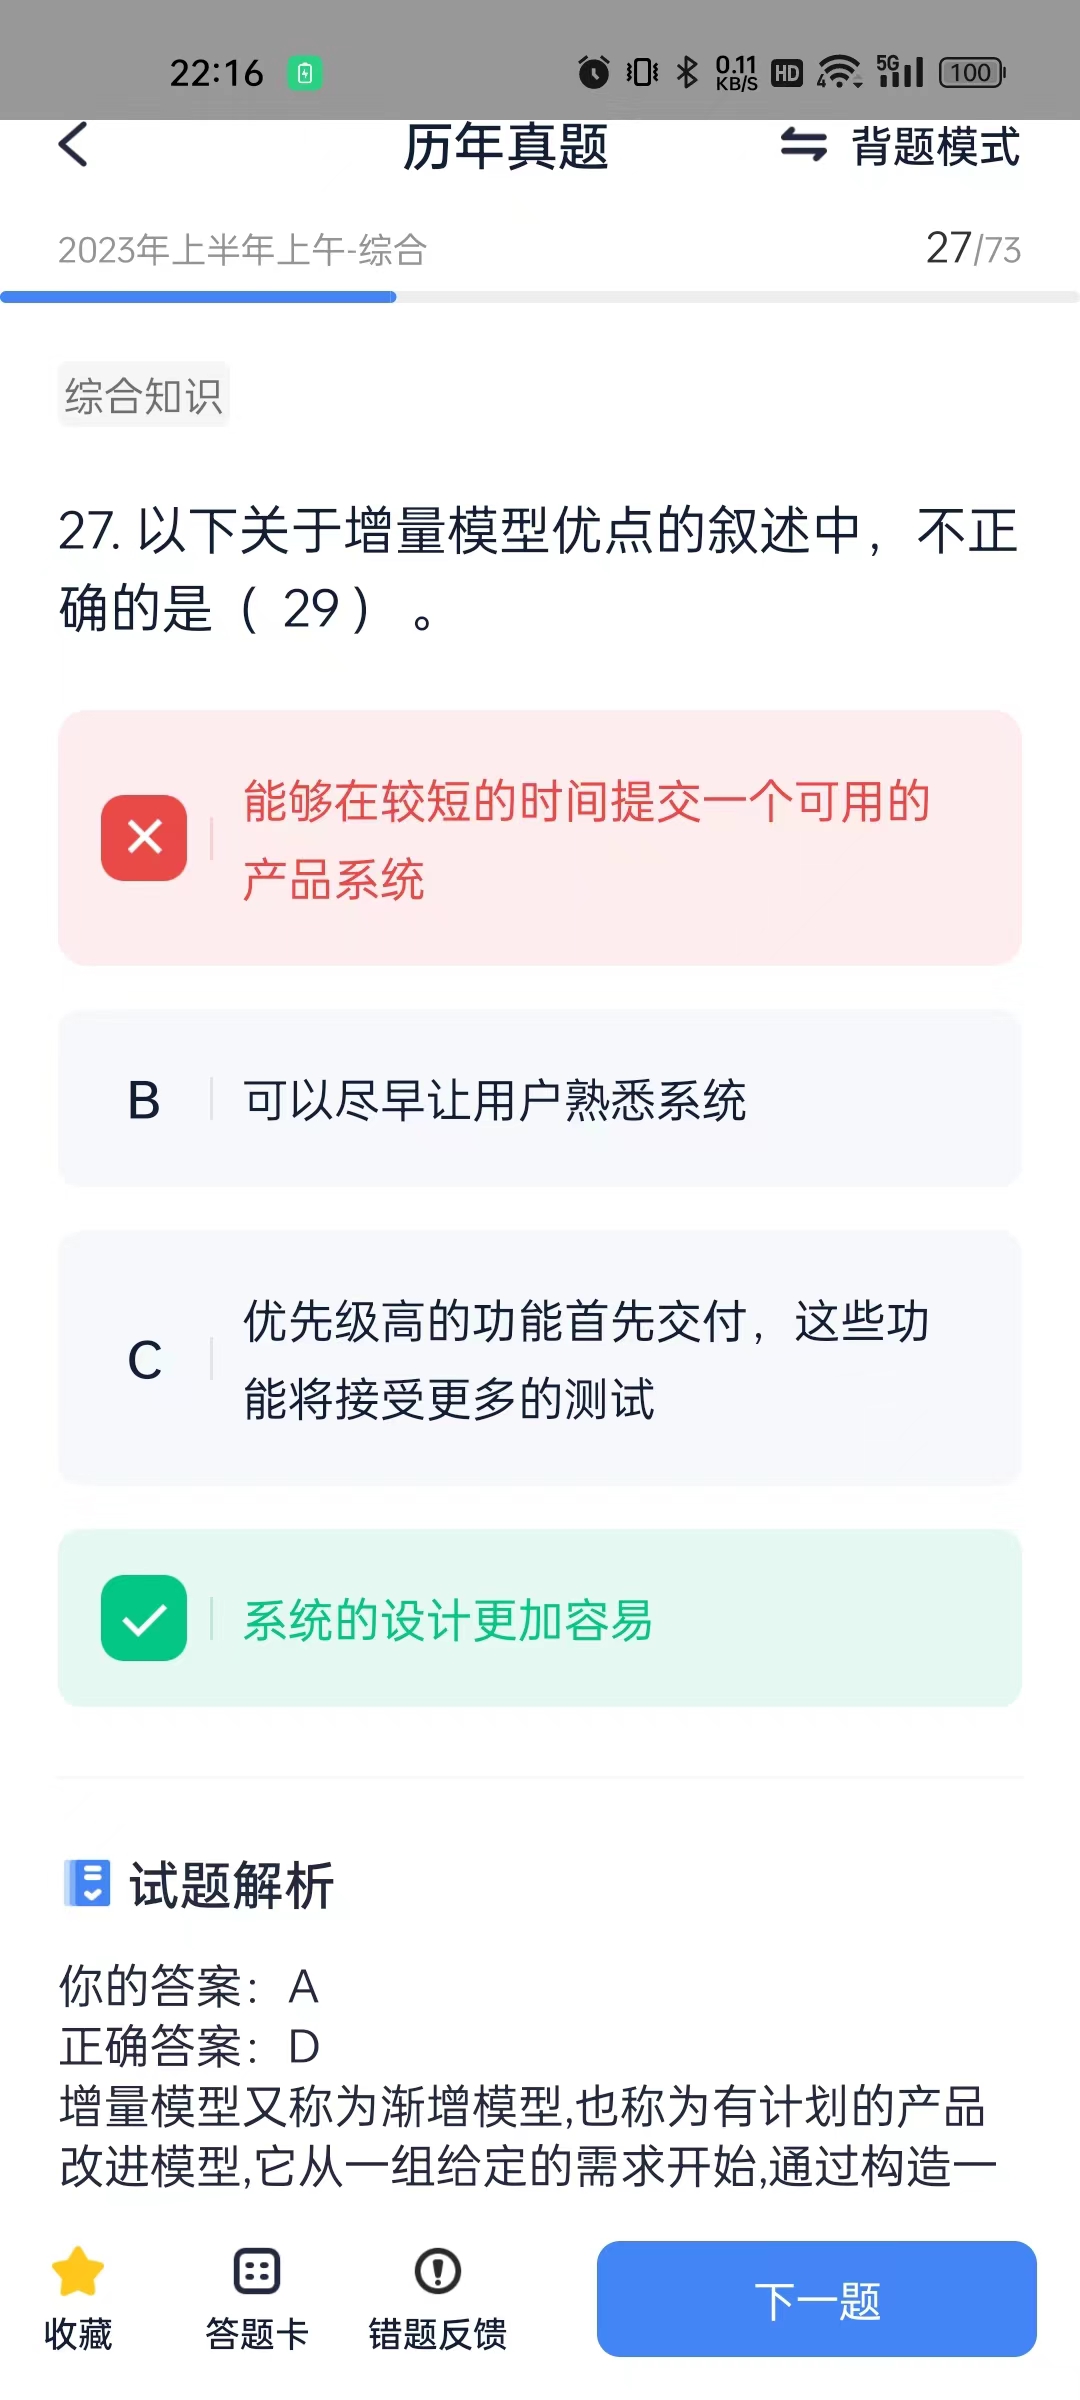 22:16
0.11 KB/S HD 4 5G 100
历年真题
背题模式
2023年上半年上午-综合
27/73
综合知识
27. 以下关于增量模型优点的叙述中，不正
确的是（ 29） 。
能够在较短的时间提交一个可用的
产品系统
B 可以尽早让用户熟悉系统
C 优先级高的功能首先交付，这些功
能将接受更多的测试
系统的设计更加容易
试题解析
你的答案：A
正确答案：D
增量模型又称为渐增模型,也称为有计划的产品
改进模型,它从一组给定的需求开始,通过构造一
收藏
答题卡
错题反馈
下一题